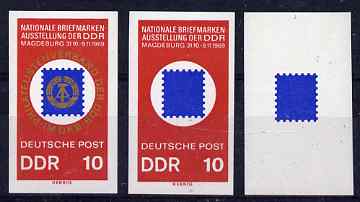 NATIONALE BRIEFMARKEN
AUSSTELLUNG DER DDR
MAGDEBURG 31.10.-9.11.1969
DEUTSCHE POST
DDR 10
NATIONALE BRIEFMARKEN
AUSSTELLUNG DER DDR
MAGDEBURG 31.10.-9.11.1969
DEUTSCHE POST
DDR 10